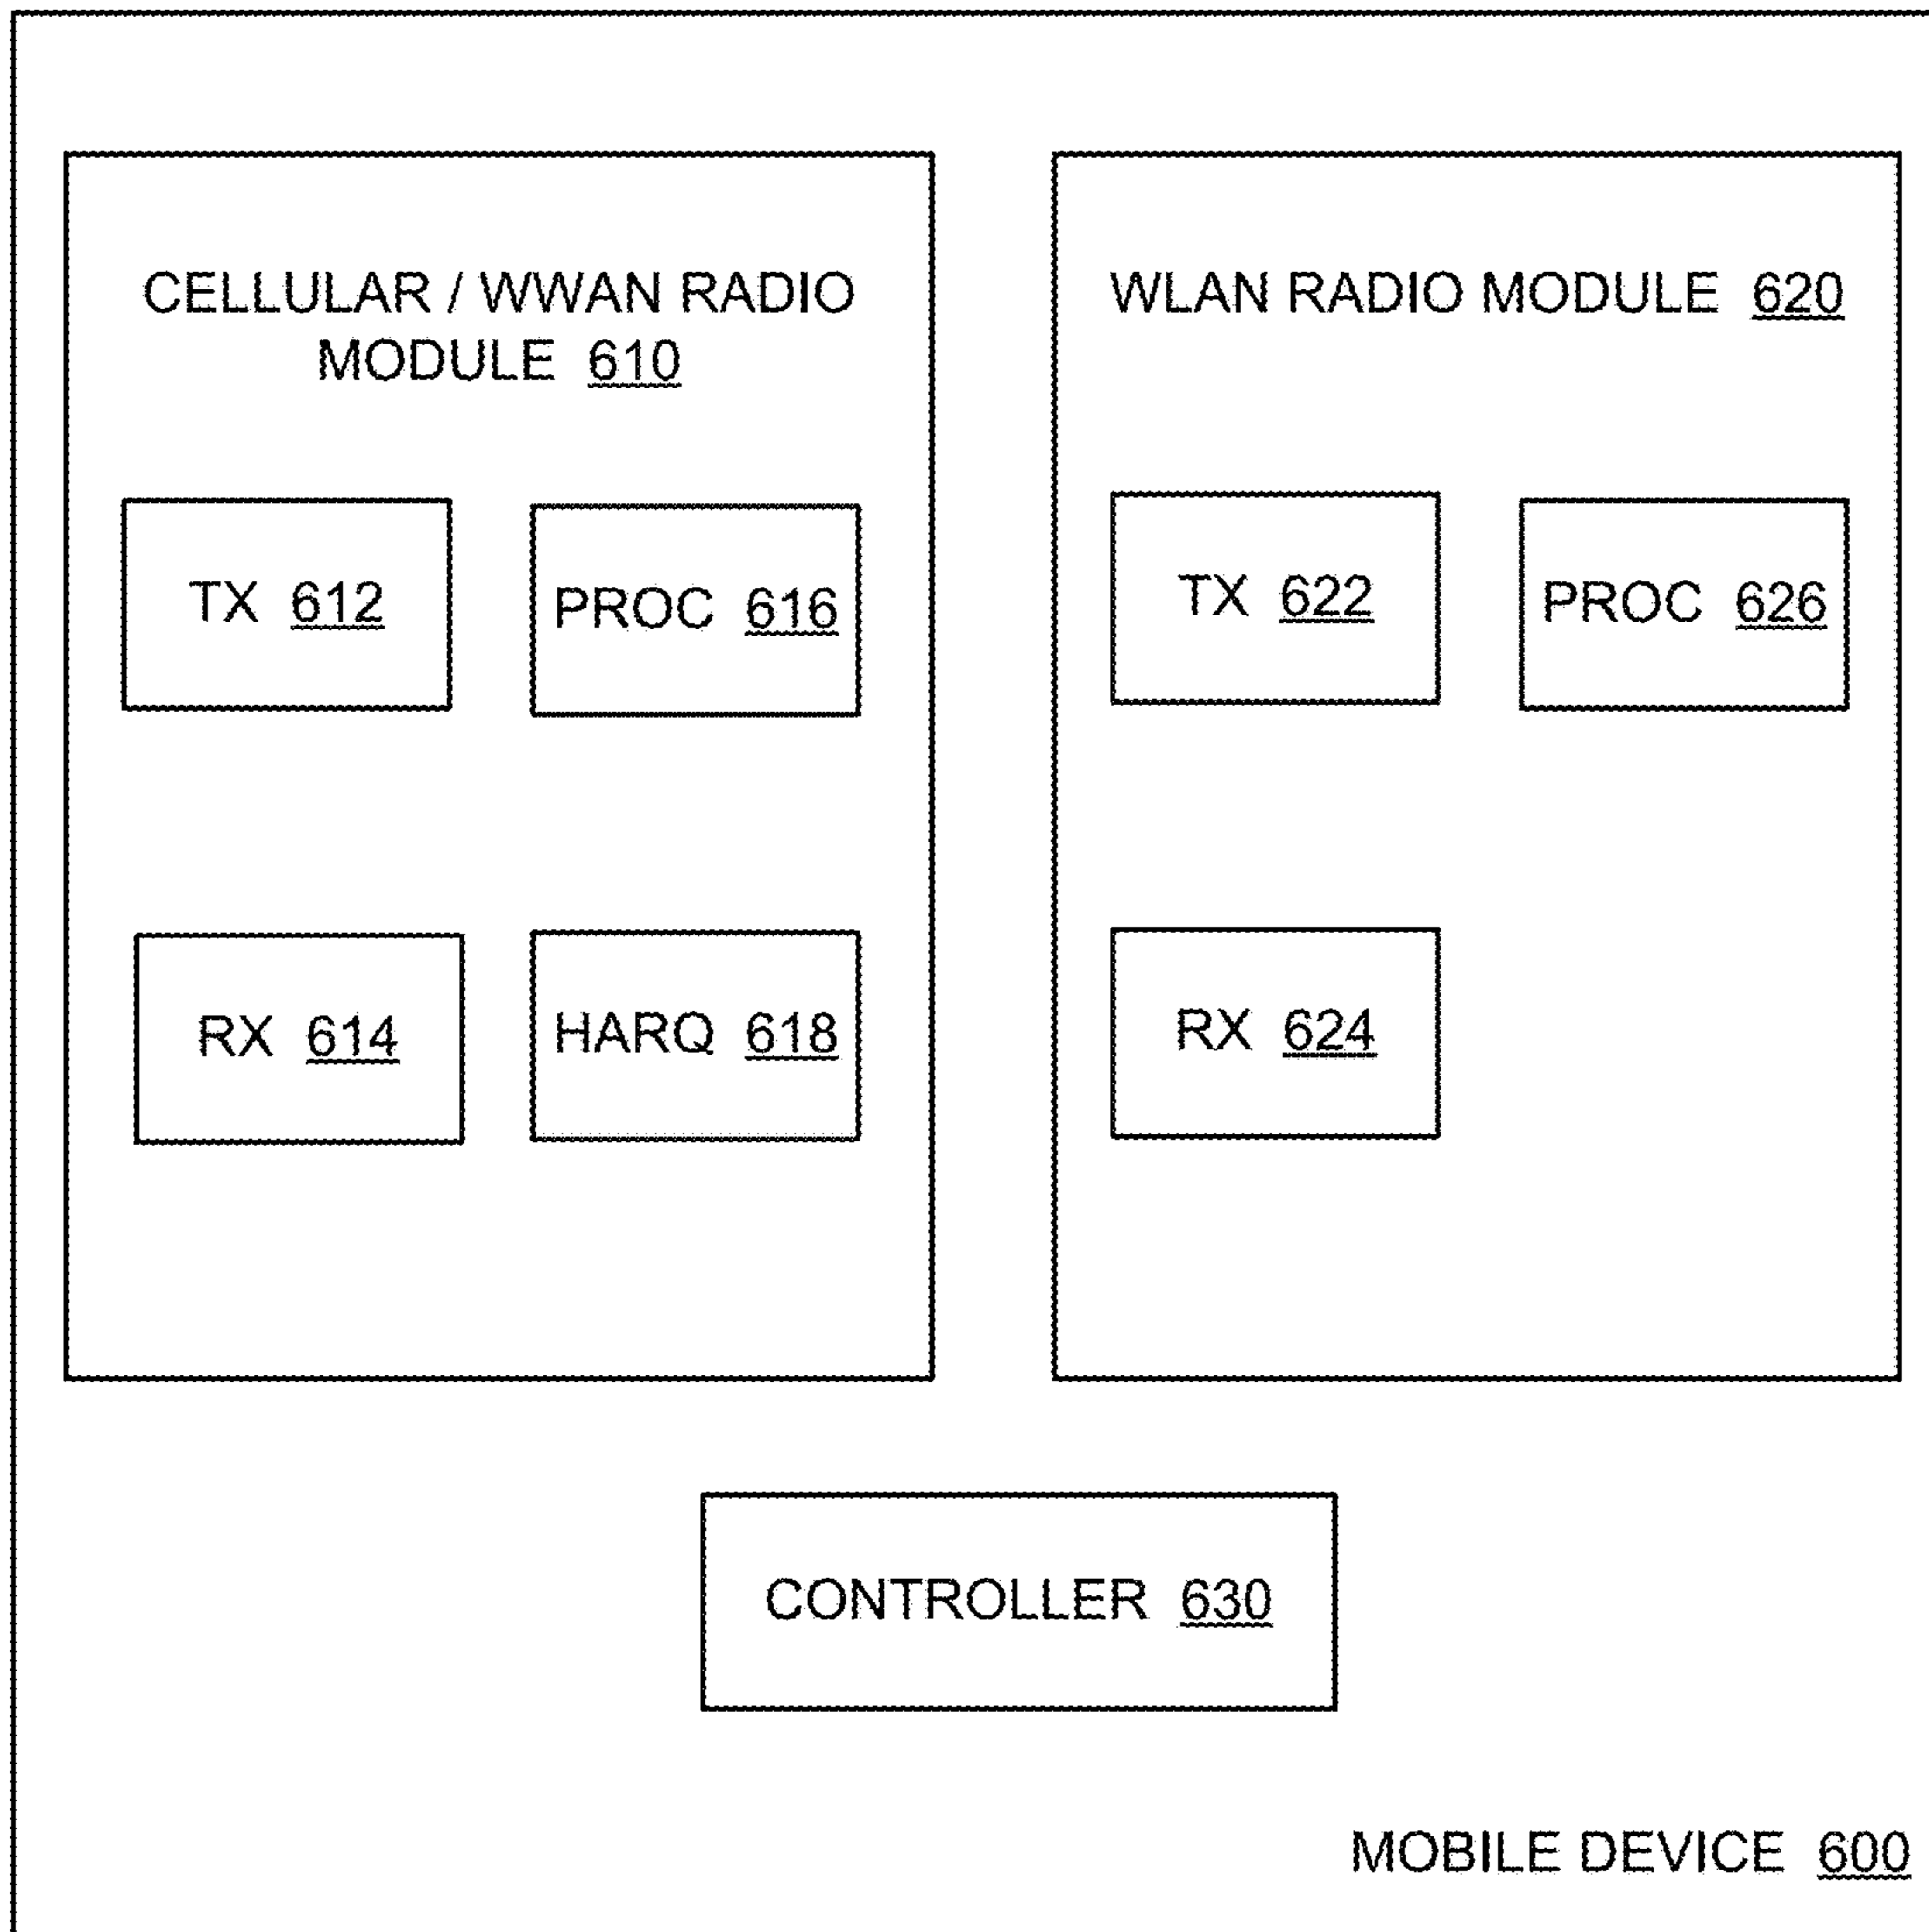 CELLULAR / WWAN RADIO
MODULE 610
TX 612
PROC 616
RX 614
HARQ 618
WLAN RADIO MODULE 620
TX 622
PROC 626
RX 624
CONTROLLER 630
MOBILE DEVICE 600